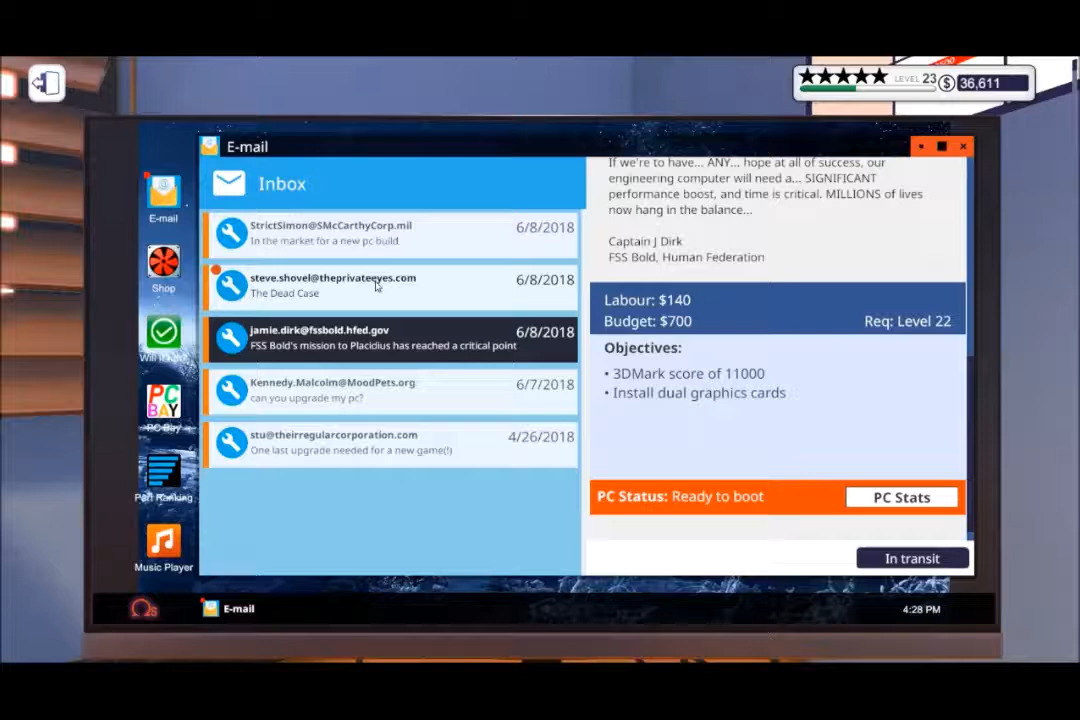 LEVEL 23
$ 36,611
E-mail
Inbox
StrictSimon@SMcCarthyCorp.mil
6/8/2018
In the market for a new pc build
steve.shovel@theprivateeyes.com
6/8/2018
The Dead Case
jamie.dirk@fssbold.hfed.gov
6/8/2018
FSS Bold's mission to Placidius has reached a critical point
Kennedy.Malcolm@MoodPets.org
6/7/2018
can you upgrade my pc?
stu@theirregularcorporation.com
4/26/2018
One last upgrade needed for a new game(!)
If we're to have... ANY... hope at all of success, our
engineering computer will need a... SIGNIFICANT
performance boost, and time is critical. MILLIONS of lives
now hang in the balance...
Captain J Dirk
FSS Bold, Human Federation
Labour: $140
Budget: $700
Req: Level 22
Objectives:
• 3DMark score of 11000
• Install dual graphics cards
PC Status: Ready to boot
PC Stats
In transit
E-mail
Shop
Will
PC
BAY
PC Bay
Part Ranking
Music Player
E-mail
4:28 PM